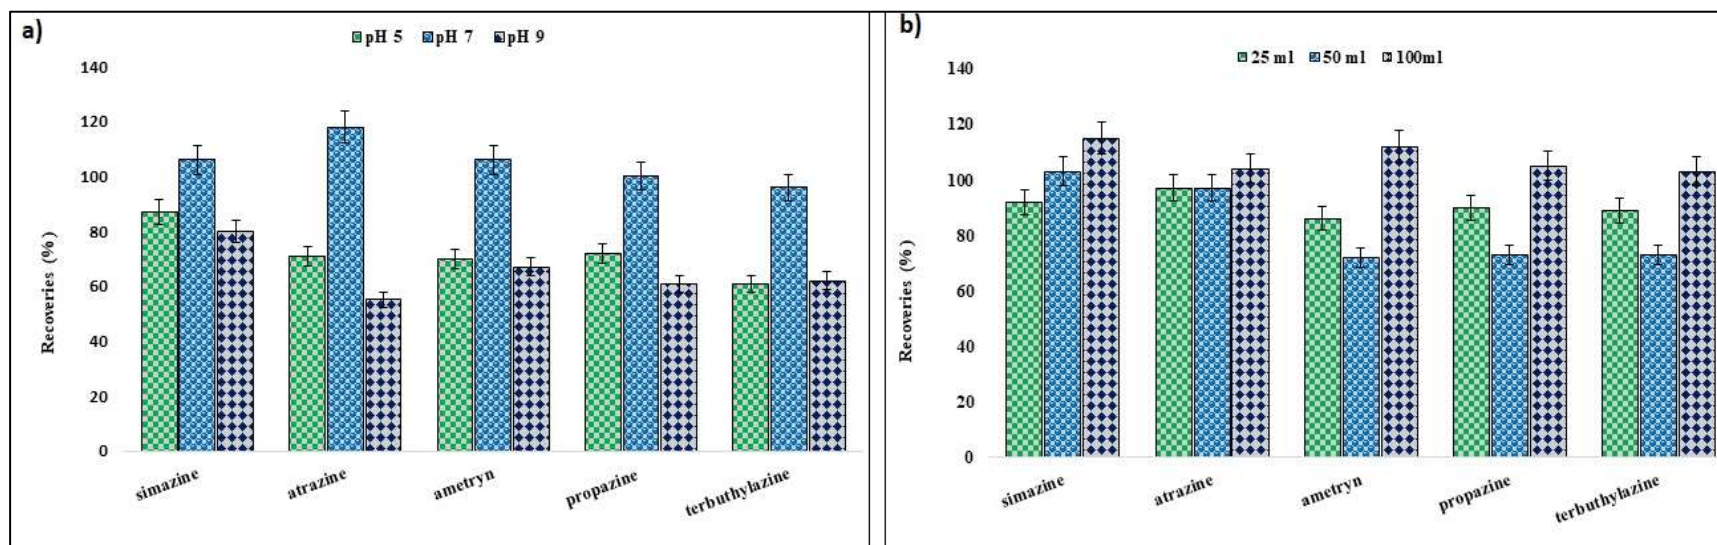 a)
pH 5 pH 7 pH 9
140
120
100
80
60
40
20
0
Recoveries (%)
simazine
atrazine
ametryn
propazine
terbuthylazine
b)
25 ml 50 ml 100ml
140
120
100
80
60
40
20
0
Recoveries (%)
simazine
atrazine
ametryn
propazine
terbuthylazine